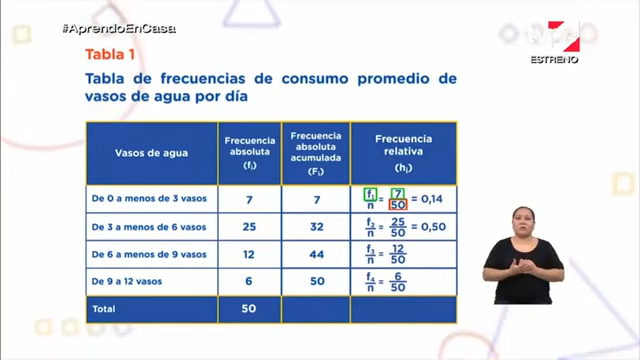 #AprendoEnCasa
tvperú
ESTRENO
Tabla 1
Tabla de frecuencias de consumo promedio de
vasos de agua por día
Vasos de agua
Frecuencia
absoluta
(fᵢ)
Frecuencia
absoluta
acumulada
(Fᵢ)
Frecuencia
relativa
(hᵢ)
De 0 a menos de 3 vasos 7 7 f₁/n = 7/50 = 0,14
De 3 a menos de 6 vasos 25 32 f₂/n = 25/50 = 0,50
De 6 a menos de 9 vasos 12 44 f₃/n = 12/50
De 9 a 12 vasos 6 50 f₄/n = 6/50
Total 50